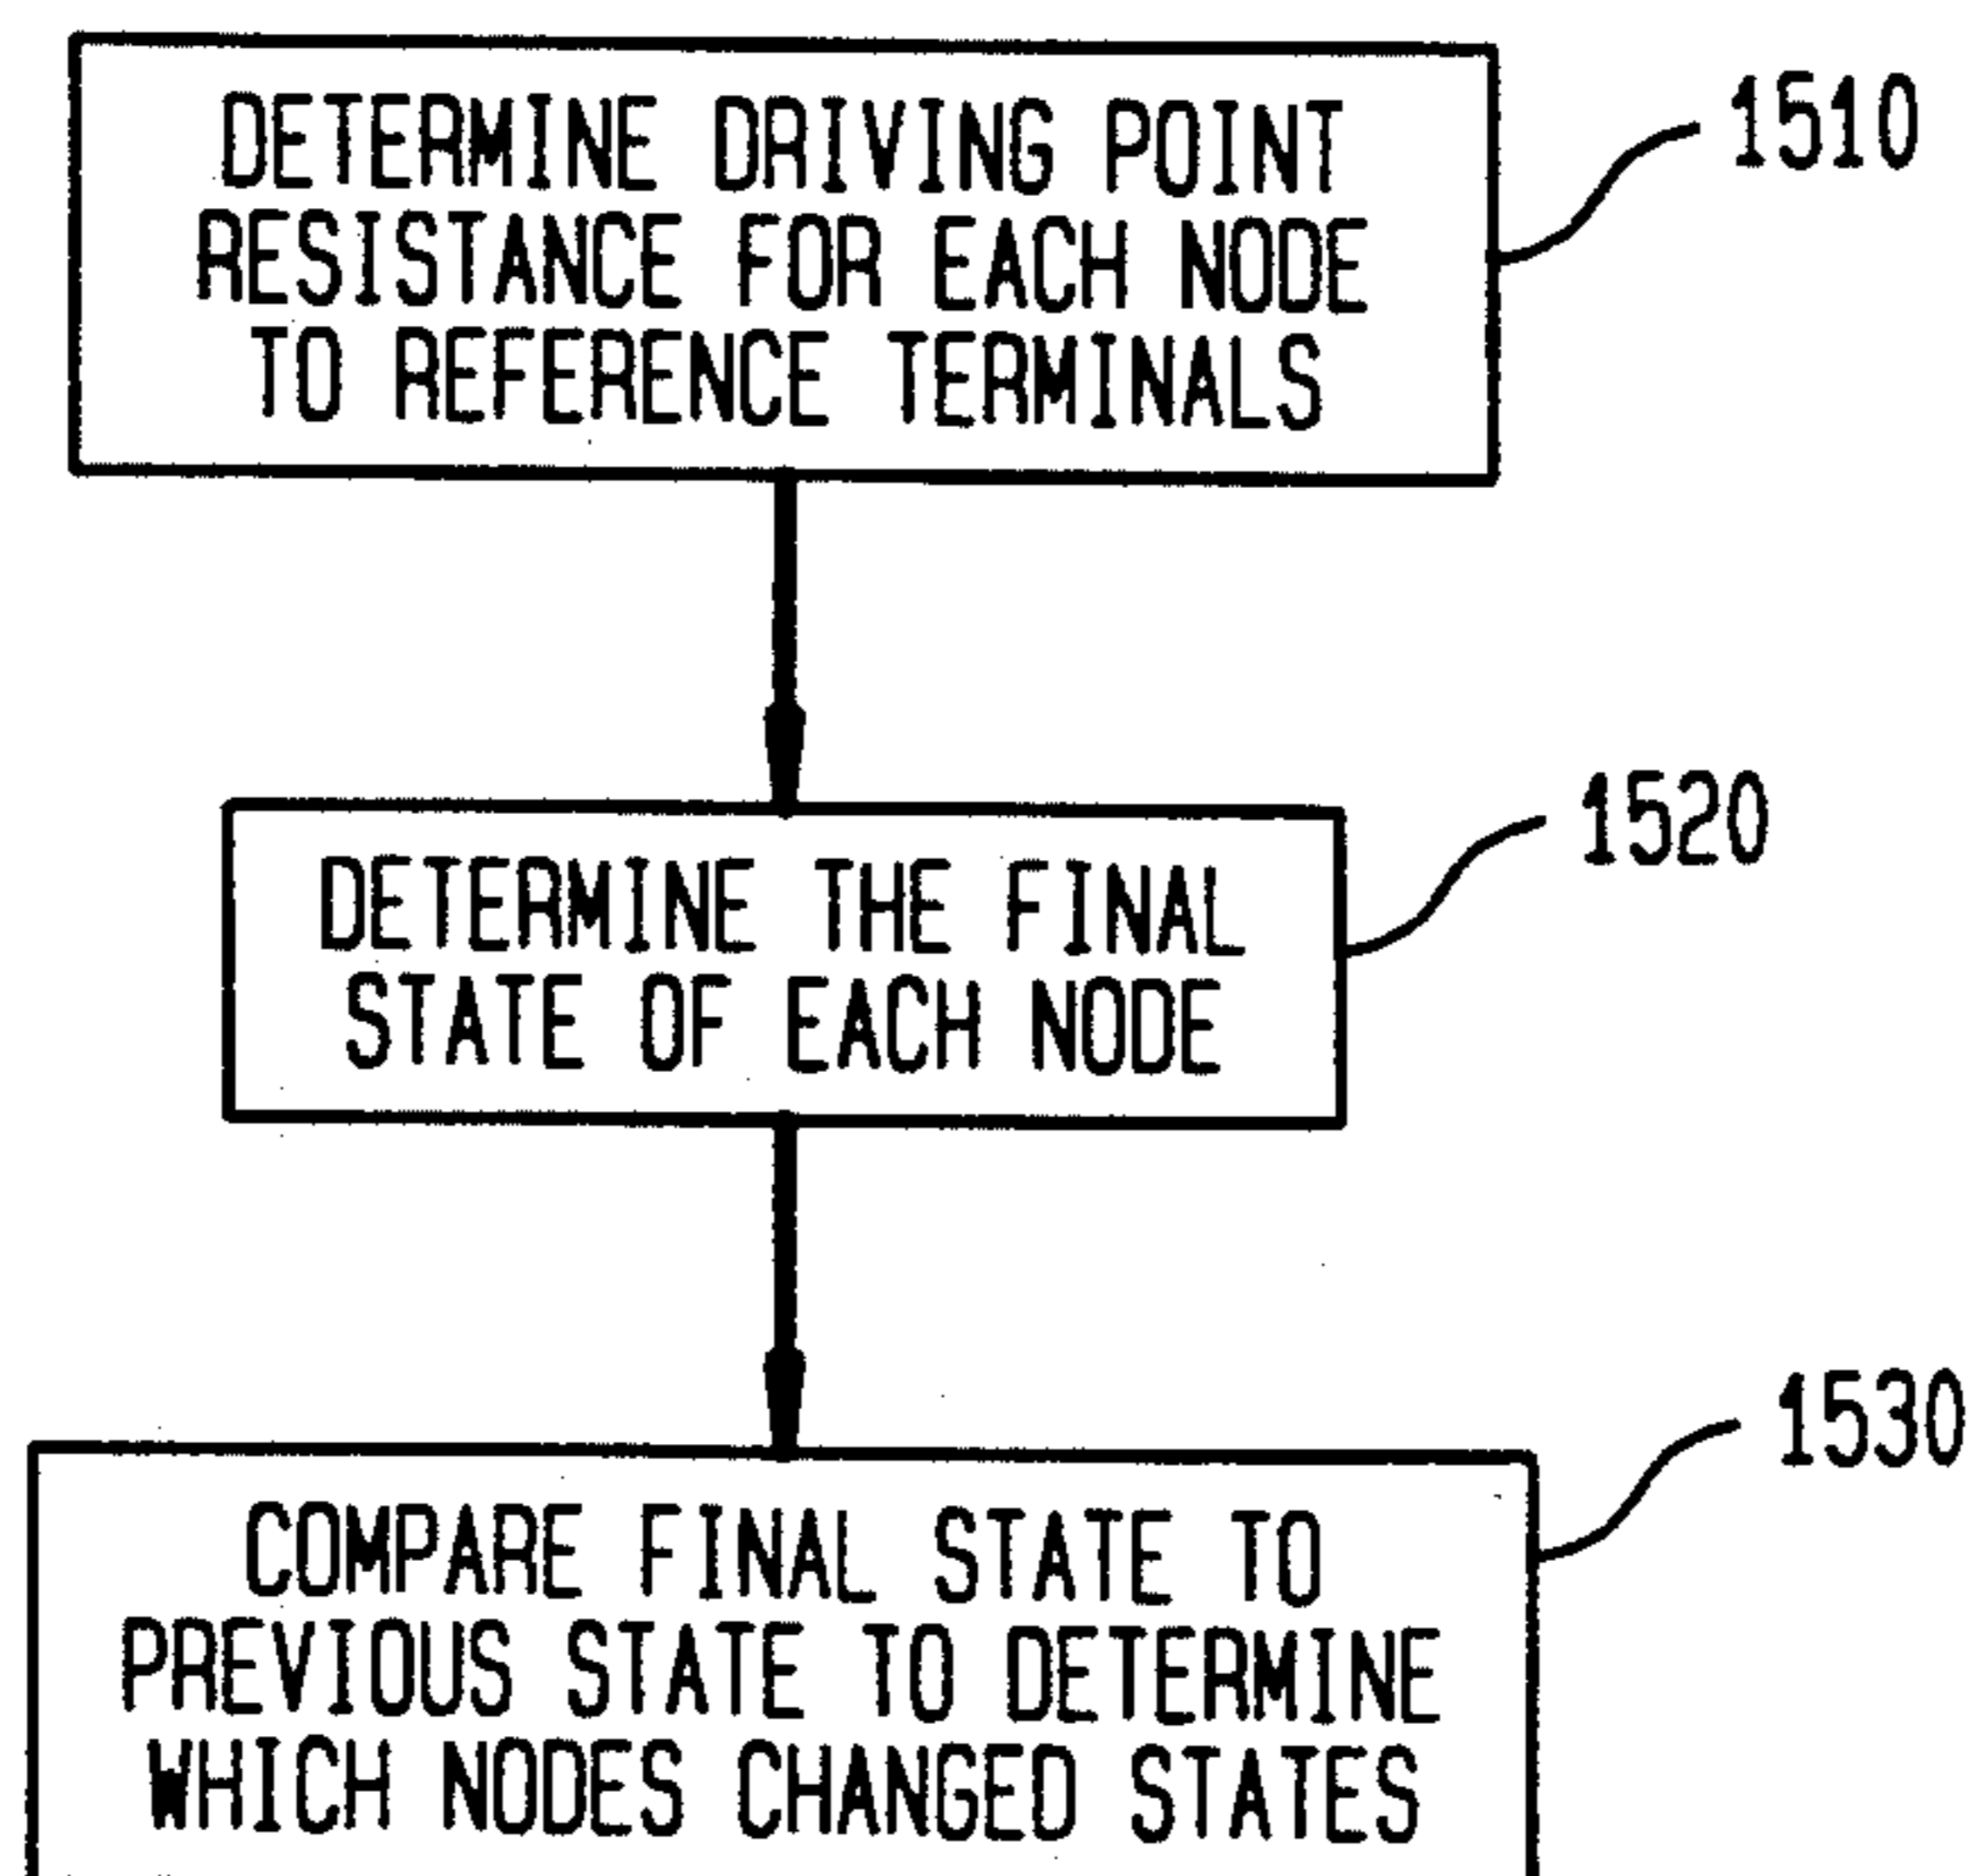 DETERMINE DRIVING POINT
RESISTANCE FOR EACH NODE
TO REFERENCE TERMINALS
1510
DETERMINE THE FINAL
STATE OF EACH NODE
1520
COMPARE FINAL STATE TO
PREVIOUS STATE TO DETERMINE
WHICH NODES CHANGED STATES
1530